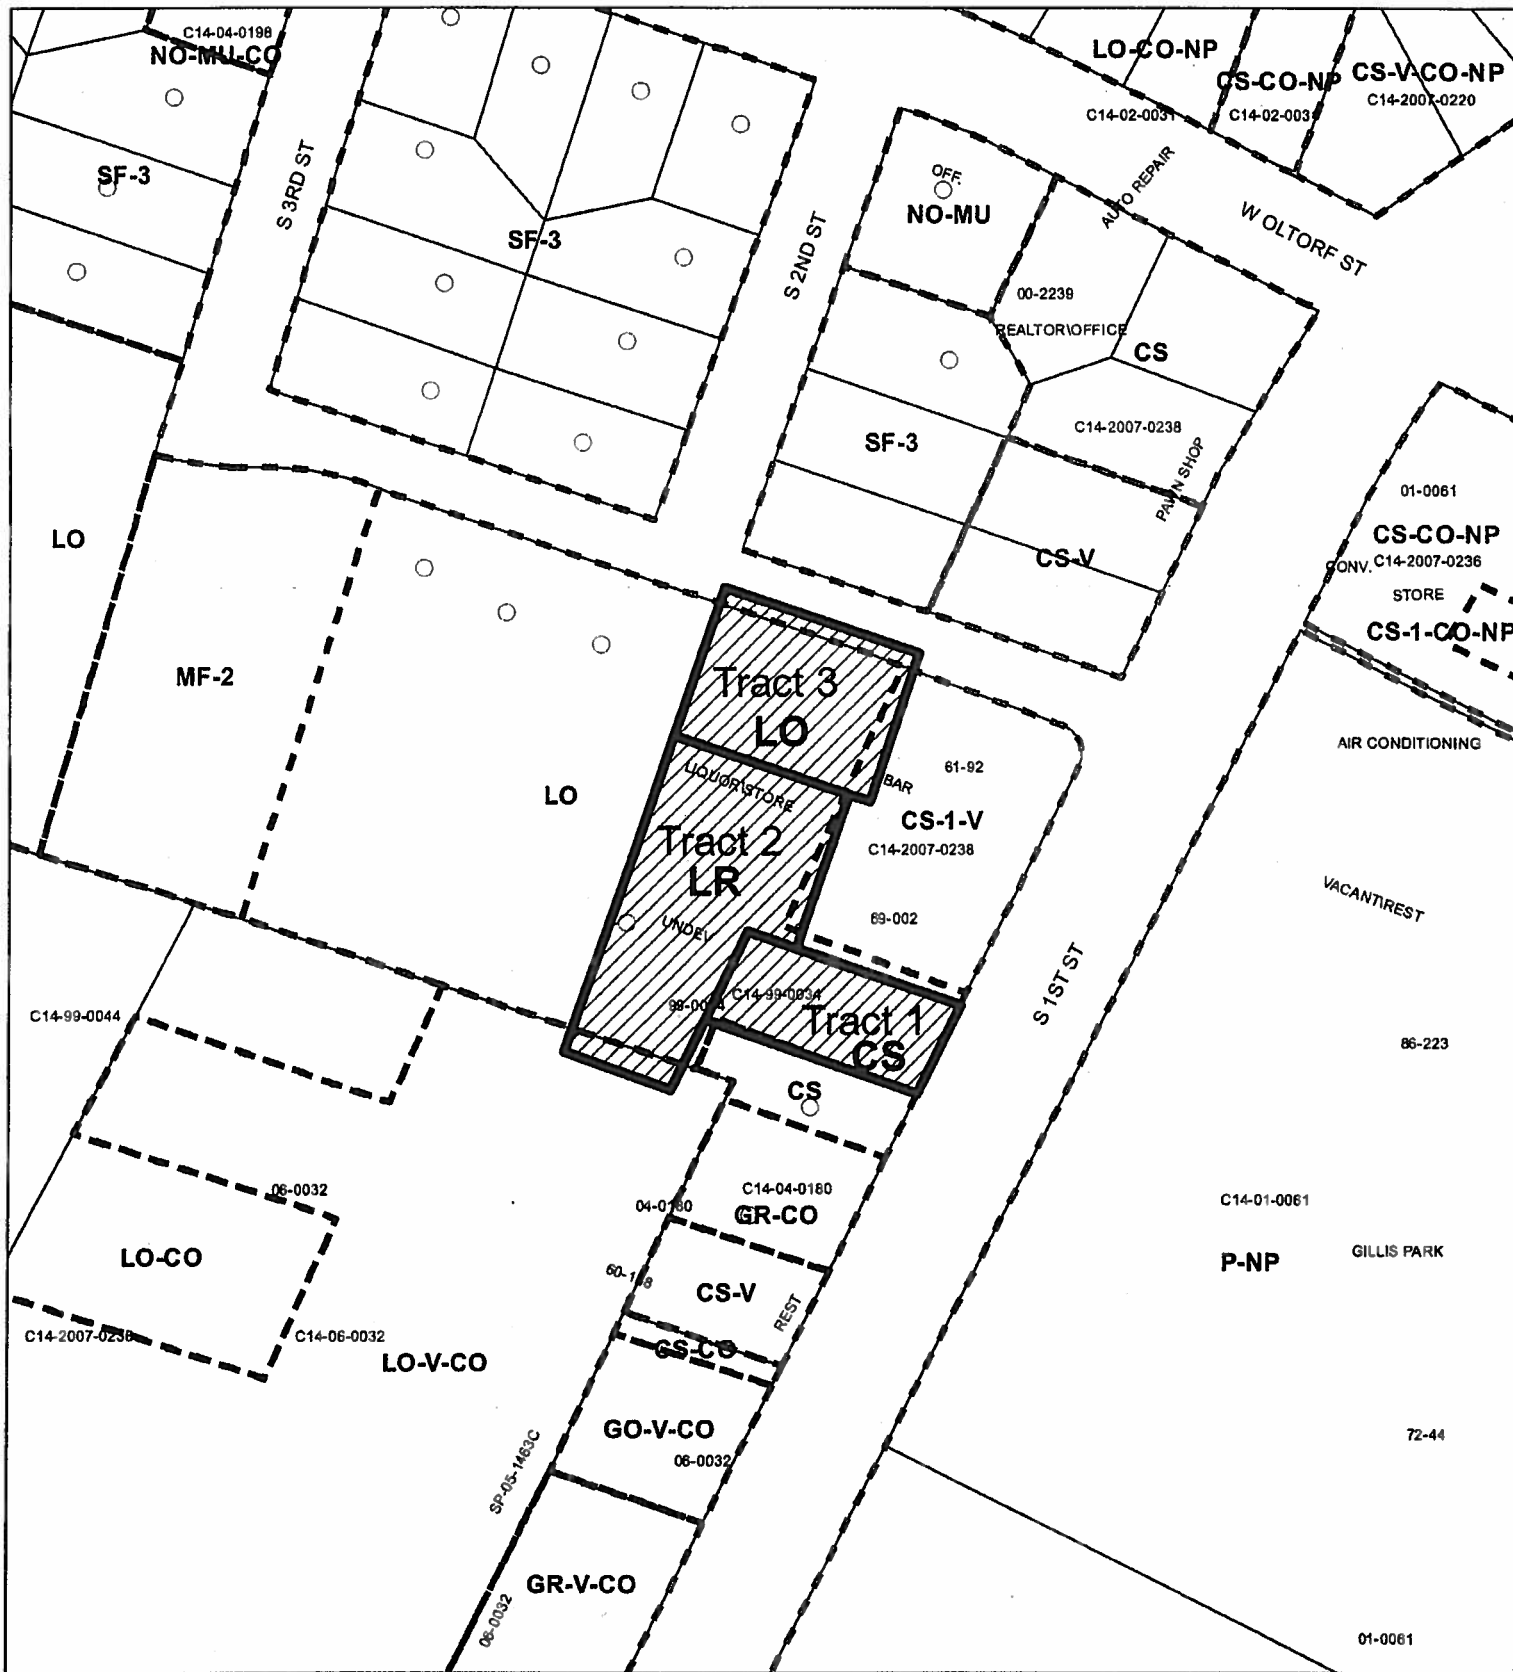 C14-04-0198
NO-MU-CO
LO-CO-NP
CS-CO-NP
CS-V-CO-NP
C14-2007-0220
C14-02-0031
C14-02-003
SF-3
S 3RD ST
SF-3
S 2ND ST
OFF.
NO-MU
AUTO REPAIR
W OLTORF ST
00-2239
REALTOR\OFFICE
CS
SF-3
C14-2007-0238
PAWN SHOP
01-0061
CS-CO-NP
CONV.
C14-2007-0236
STORE
CS-1-CO-NP
LO
CS-V
MF-2
Tract 3
LO
AIR CONDITIONING
LIQUOR\STORE
BAR
61-92
LO
CS-1-V
Tract 2
C14-2007-0238
LR
VACANT\REST
69-002
UNDEV
S 1ST ST
C14-99-0034
Tract 1
C14-99-0044
CS
86-223
CS
06-0032
04-0180
C14-04-0180
GR-CO
C14-01-0061
LO-CO
P-NP
GILLIS PARK
CS-V
REST
C14-06-0032
CS-CO
LO-V-CO
GO-V-CO
06-0032
72-44
SP-05-1463C
GR-V-CO
06-0032
01-0061